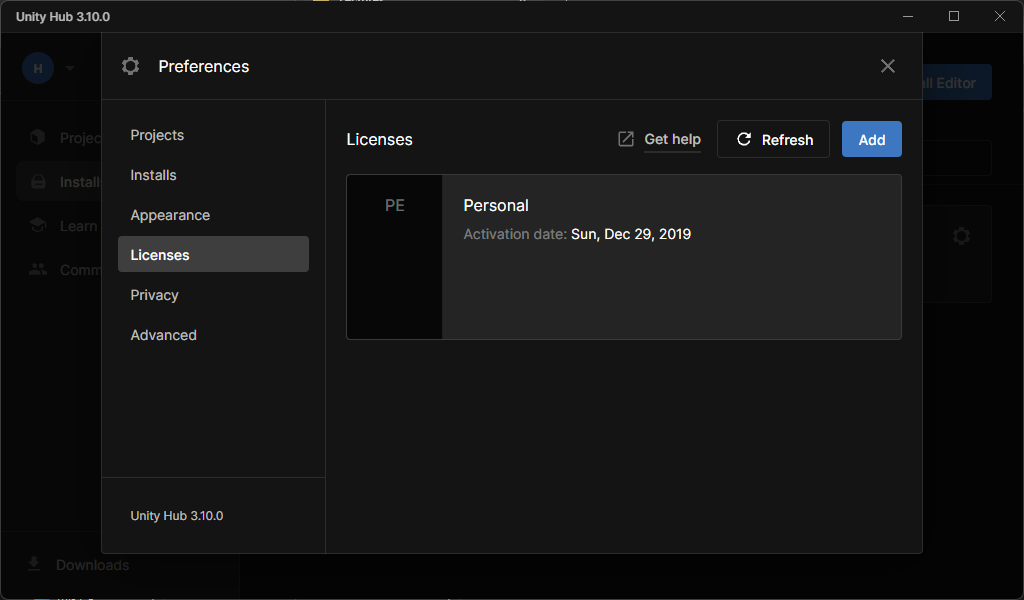 Unity Hub 3.10.0
H
Preferences
ll Editor
Projects
Licenses
Get help
Refresh
Add
Installs
PE
Personal
Appearance
Activation date: Sun, Dec 29, 2019
Licenses
Privacy
Advanced
Projec
Install
Learn
Comm
Unity Hub 3.10.0
Downloads